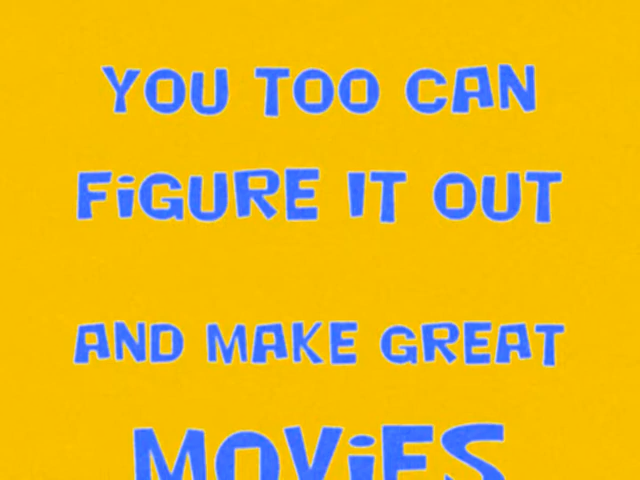 YOU TOO CAN
FiGURE IT OUT
AND MAKE GREAT
MOViES